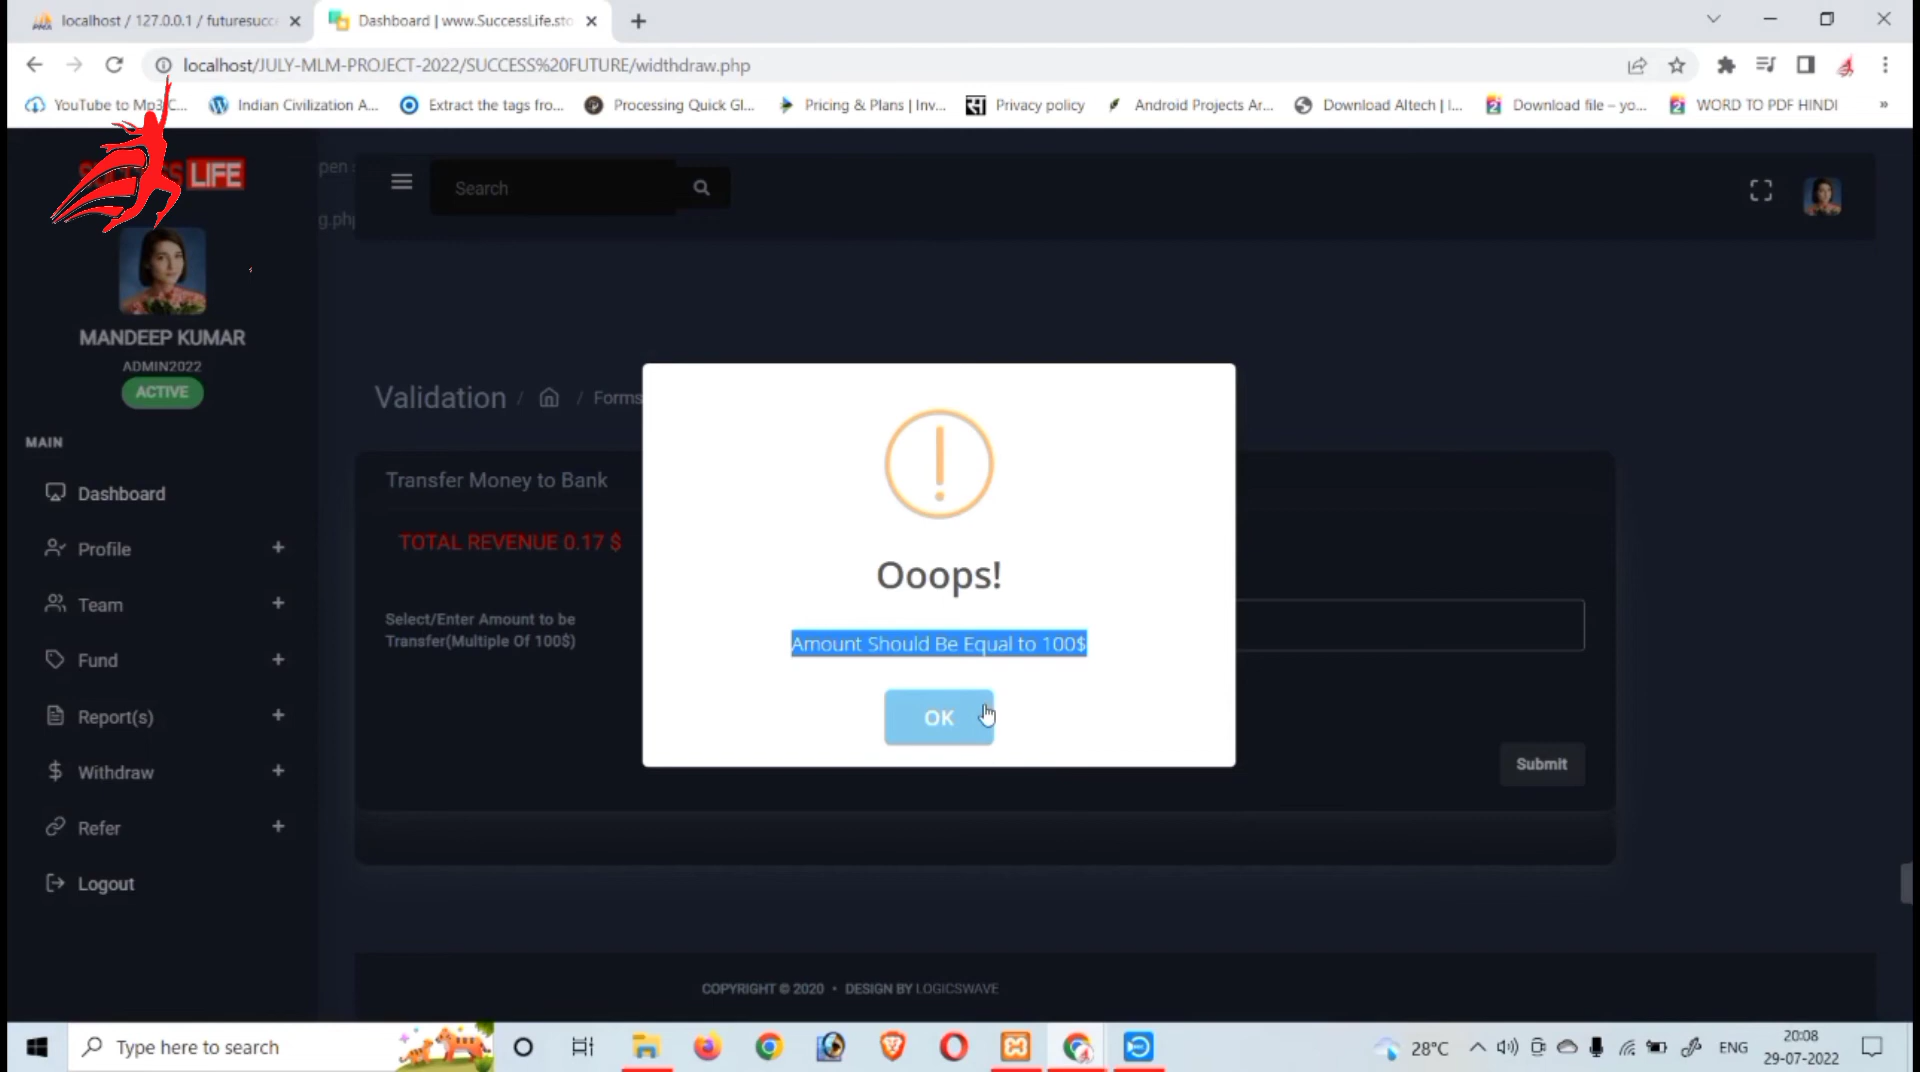 localhost / 127.0.0.1 / futuresucc
Dashboard | www.SuccessLife.sto
localhost/JULY-MLM-PROJECT-2022/SUCCESS%20FUTURE/widthdraw.php
YouTube to Mp3 C...
Indian Civilization A...
Extract the tags fro...
Processing Quick Gl...
Pricing & Plans | Inv...
Privacy policy
Android Projects Ar...
Download Altech | I...
Download file – yo...
WORD TO PDF HINDI
»
LIFE
pen
Search
g.php
MANDEEP KUMAR
ADMIN2022
ACTIVE
MAIN
Dashboard
Profile +
Team +
Fund +
Report(s) +
Withdraw +
Refer +
Logout
Validation / / Forms
Transfer Money to Bank
TOTAL REVENUE 0.17 $
Select/Enter Amount to be
Transfer(Multiple Of 100$)
Ooops!
Amount Should Be Equal to 100$
OK
Submit
COPYRIGHT © 2020 • DESIGN BY LOGICSWAVE
Type here to search
28°C
ENG
20:08
29-07-2022